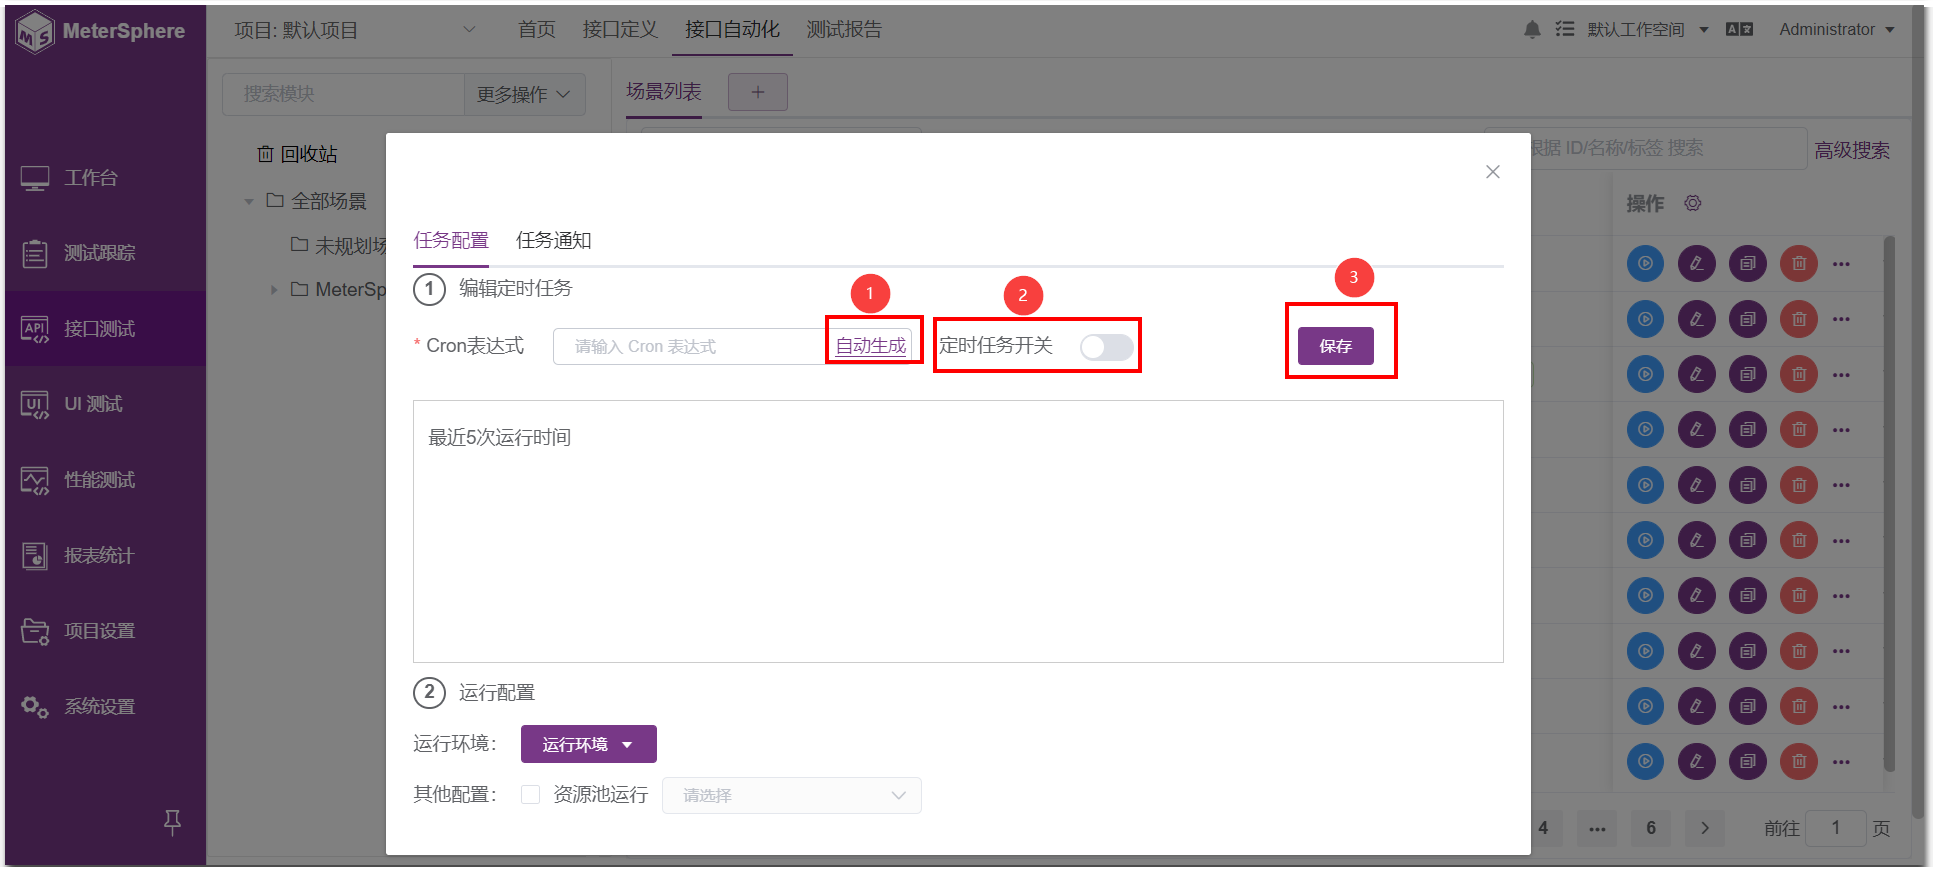 MeterSphere
项目: 默认项目
首页
接口定义
接口自动化
测试报告
默认工作空间
Administrator
搜索模块
更多操作
场景列表
+
根据 ID/名称/标签 搜索
高级搜索
回收站
全部场景
未规划场
MeterSp
操作
工作台
测试跟踪
API
接口测试
UI
UI 测试
性能测试
报表统计
项目设置
系统设置
任务配置
任务通知
1 编辑定时任务
1
2
3
* Cron表达式
请输入 Cron 表达式
自动生成
定时任务开关
保存
最近5次运行时间
2 运行配置
运行环境：
运行环境
其他配置：
资源池运行
请选择
4
•••
6
前往
1
页